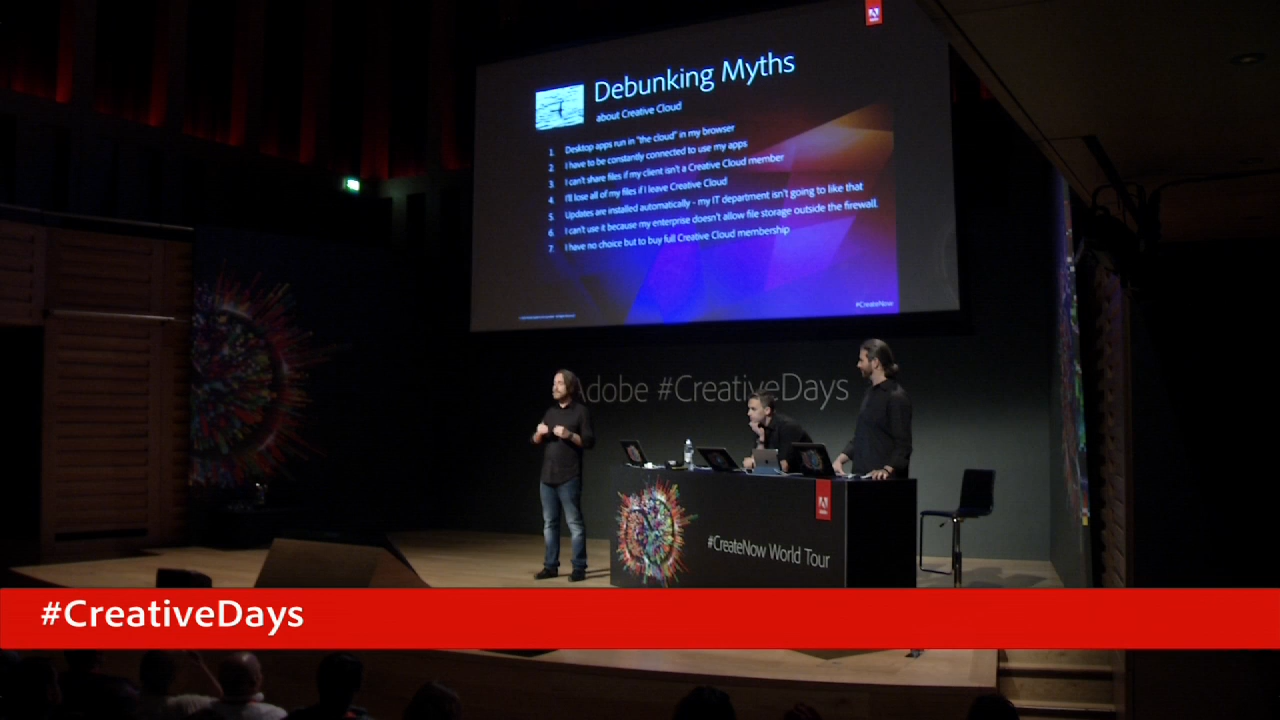 Debunking Myths
about Creative Cloud
1. Desktop apps run in "the cloud" in my browser
2. I have to be constantly connected to use my apps
3. I can't share files if my client isn't a Creative Cloud member
4. I'll lose all of my files if I leave Creative Cloud
5. Updates are installed automatically - my IT department isn't going to like that
6. I can't use it because my enterprise doesn't allow file storage outside the firewall.
7. I have no choice but to buy full Creative Cloud membership
#CreateNow
Adobe #CreativeDays
#CreateNow World Tour
#CreativeDays